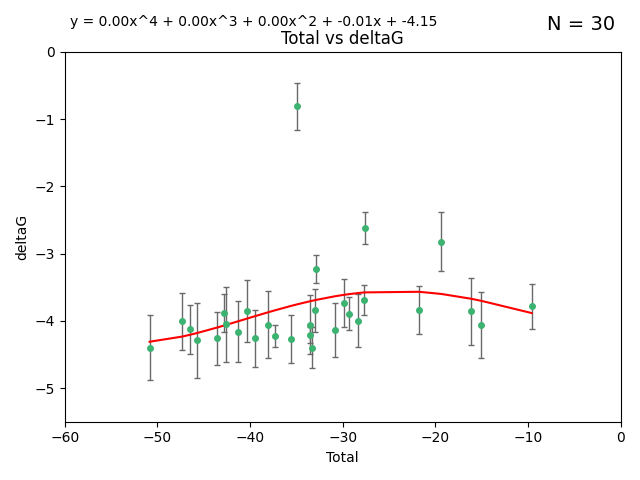 y = 0.00x^4 + 0.00x^3 + 0.00x^2 + -0.01x + -4.15
N = 30
Total vs deltaG
0
−1
−2
−3
−4
−5
deltaG
−60
−50
−40
−30
−20
−10
0
Total